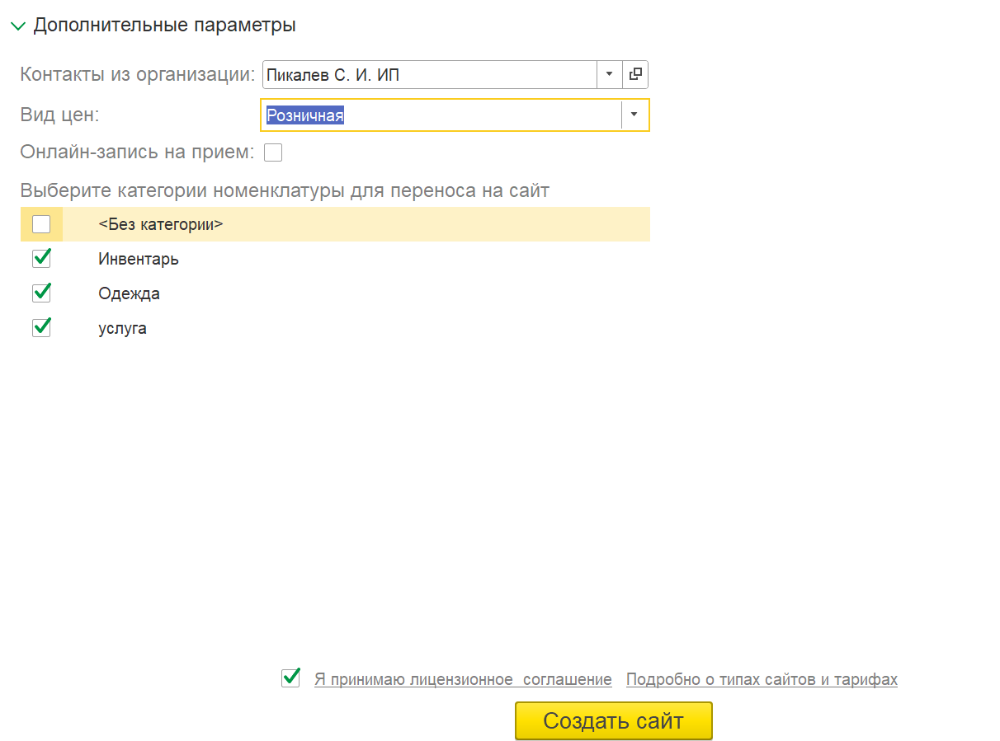 Дополнительные параметры
Контакты из организации: Пикалев С. И. ИП
Вид цен: Розничная
Онлайн-запись на прием:
Выберите категории номенклатуры для переноса на сайт
<Без категории>
Инвентарь
Одежда
услуга
Я принимаю лицензионное соглашение Подробно о типах сайтов и тарифах
Создать сайт